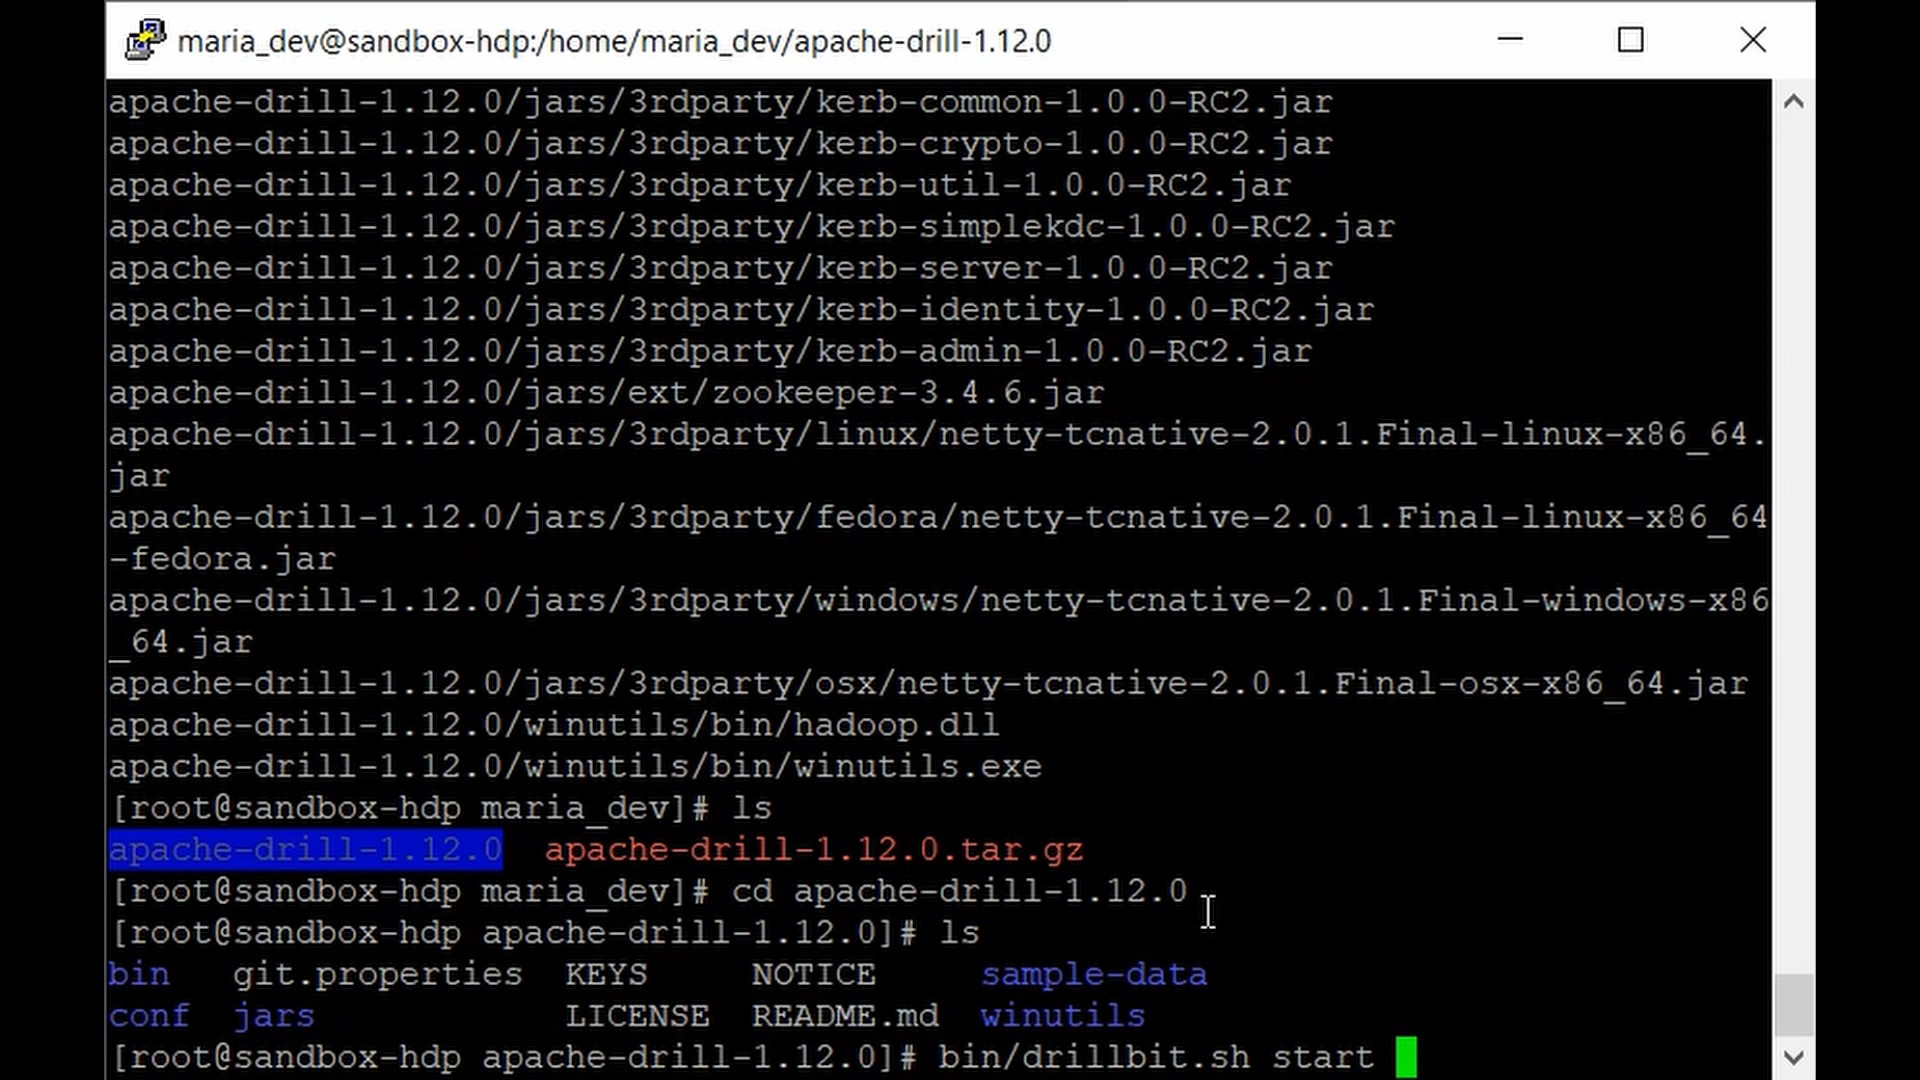 maria_dev@sandbox-hdp:/home/maria_dev/apache-drill-1.12.0
apache-drill-1.12.0/jars/3rdparty/kerb-common-1.0.0-RC2.jar
apache-drill-1.12.0/jars/3rdparty/kerb-crypto-1.0.0-RC2.jar
apache-drill-1.12.0/jars/3rdparty/kerb-util-1.0.0-RC2.jar
apache-drill-1.12.0/jars/3rdparty/kerb-simplekdc-1.0.0-RC2.jar
apache-drill-1.12.0/jars/3rdparty/kerb-server-1.0.0-RC2.jar
apache-drill-1.12.0/jars/3rdparty/kerb-identity-1.0.0-RC2.jar
apache-drill-1.12.0/jars/3rdparty/kerb-admin-1.0.0-RC2.jar
apache-drill-1.12.0/jars/ext/zookeeper-3.4.6.jar
apache-drill-1.12.0/jars/3rdparty/linux/netty-tcnative-2.0.1.Final-linux-x86_64.
jar
apache-drill-1.12.0/jars/3rdparty/fedora/netty-tcnative-2.0.1.Final-linux-x86_64
-fedora.jar
apache-drill-1.12.0/jars/3rdparty/windows/netty-tcnative-2.0.1.Final-windows-x86
_64.jar
apache-drill-1.12.0/jars/3rdparty/osx/netty-tcnative-2.0.1.Final-osx-x86_64.jar
apache-drill-1.12.0/winutils/bin/hadoop.dll
apache-drill-1.12.0/winutils/bin/winutils.exe
[root@sandbox-hdp maria_dev]# ls
apache-drill-1.12.0  apache-drill-1.12.0.tar.gz
[root@sandbox-hdp maria_dev]# cd apache-drill-1.12.0
[root@sandbox-hdp apache-drill-1.12.0]# ls
bin   git.properties  KEYS     NOTICE     sample-data
conf  jars            LICENSE  README.md  winutils
[root@sandbox-hdp apache-drill-1.12.0]# bin/drillbit.sh start